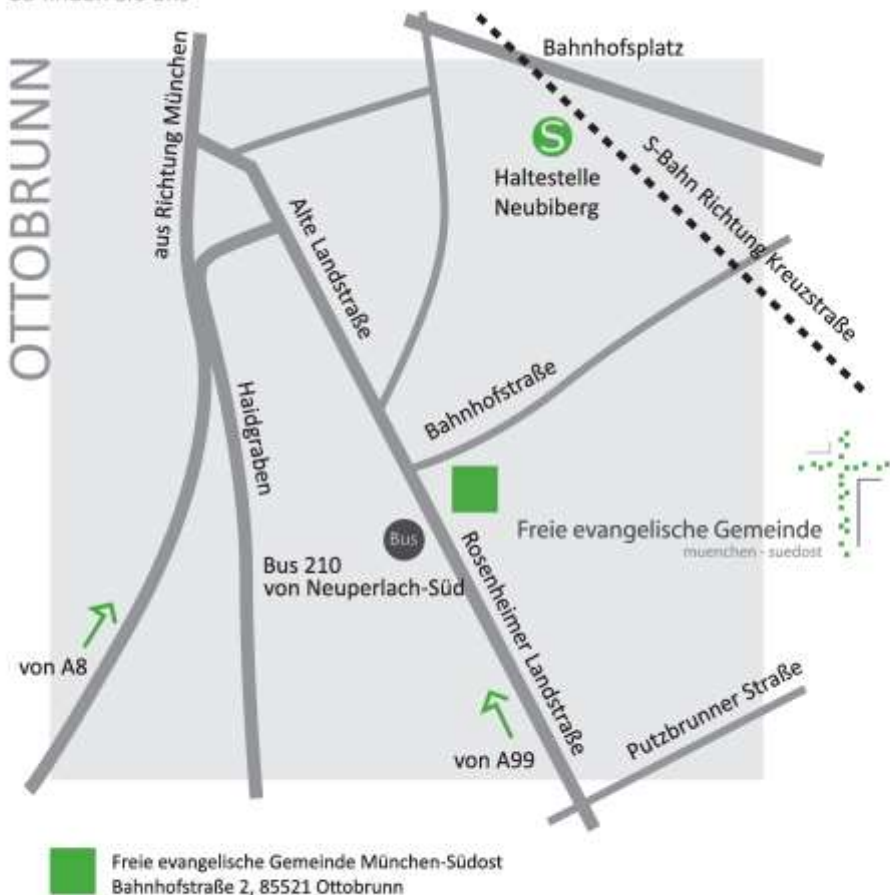 Bahnhofsplatz
OTTOBRUNN
aus Richtung München
S
Haltestelle
Neubiberg
S-Bahn Richtung Kreuzstraße
Alte Landstraße
Bahnhofstraße
Haidgraben
Freie evangelische Gemeinde
muenchen - suedost
Bus
Bus 210
von Neuperlach-Süd
Rosenheimer Landstraße
von A8
von A99
Putzbrunner Straße
Freie evangelische Gemeinde München-Südost
Bahnhofstraße 2, 85521 Ottobrunn